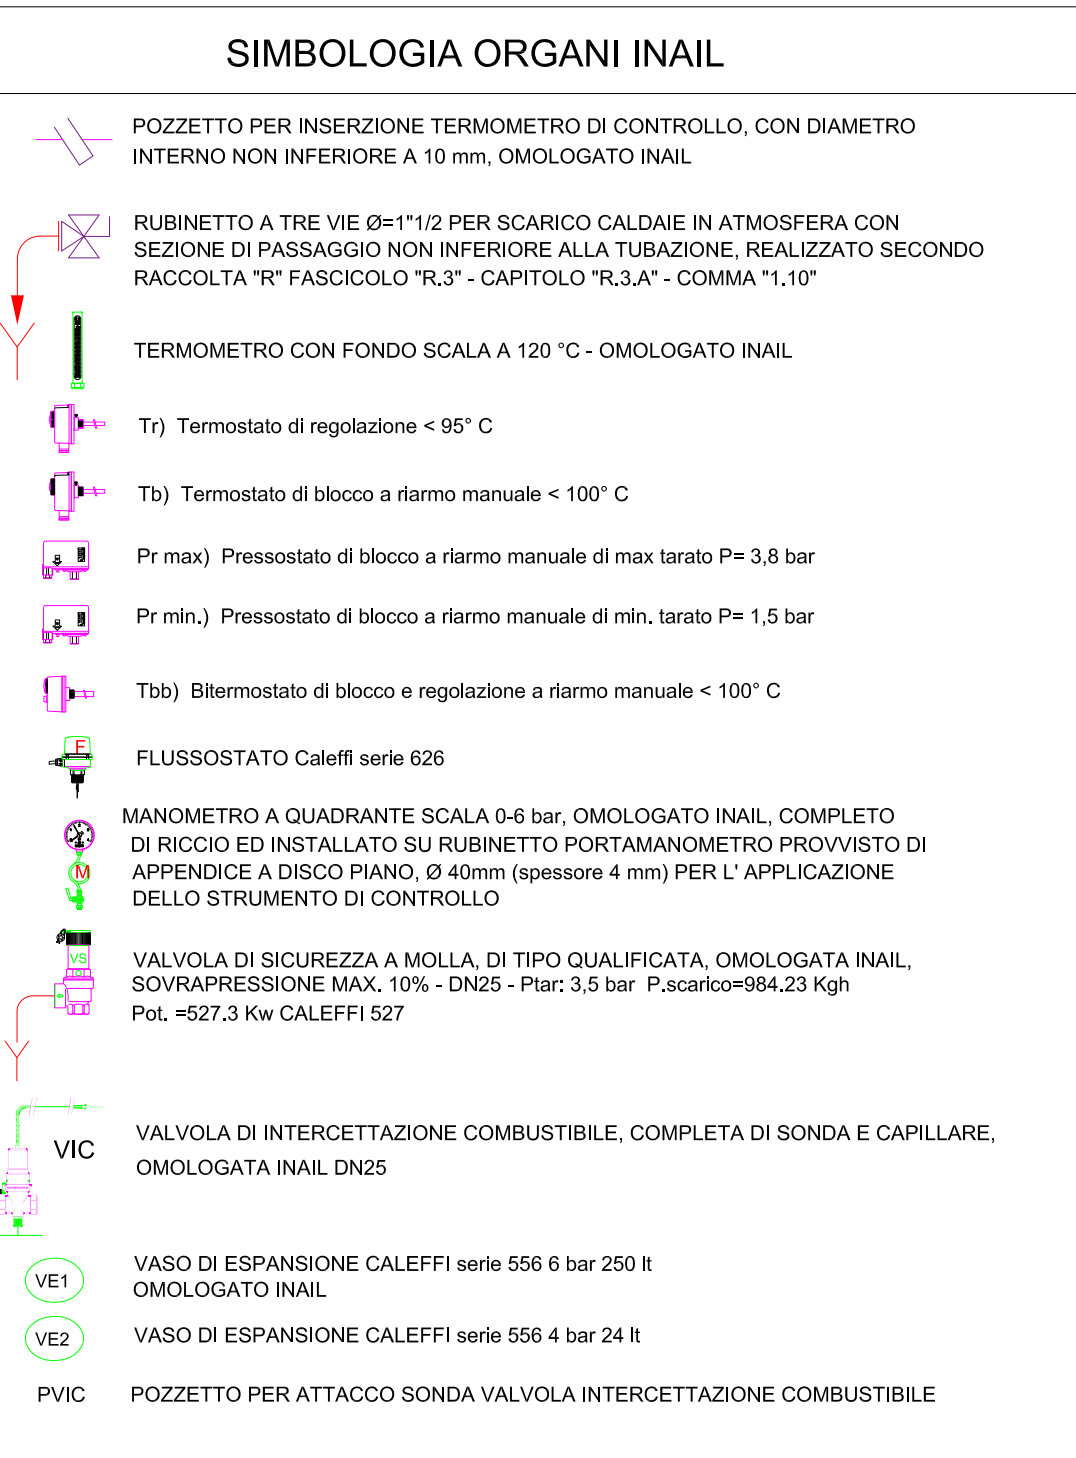 SIMBOLOGIA ORGANI INAIL
POZZETTO PER INSERZIONE TERMOMETRO DI CONTROLLO, CON DIAMETRO
INTERNO NON INFERIORE A 10 mm, OMOLOGATO INAIL
RUBINETTO A TRE VIE Ø=1"1/2 PER SCARICO CALDAIE IN ATMOSFERA CON
SEZIONE DI PASSAGGIO NON INFERIORE ALLA TUBAZIONE, REALIZZATO SECONDO
RACCOLTA "R" FASCICOLO "R.3" - CAPITOLO "R.3.A" - COMMA "1.10"
TERMOMETRO CON FONDO SCALA A 120 °C - OMOLOGATO INAIL
Tr) Termostato di regolazione < 95° C
Tb) Termostato di blocco a riarmo manuale < 100° C
Pr max) Pressostato di blocco a riarmo manuale di max tarato P= 3,8 bar
Pr min.) Pressostato di blocco a riarmo manuale di min. tarato P= 1,5 bar
Tbb) Bitermostato di blocco e regolazione a riarmo manuale < 100° C
F
FLUSSOSTATO Caleffi serie 626
MANOMETRO A QUADRANTE SCALA 0-6 bar, OMOLOGATO INAIL, COMPLETO
DI RICCIO ED INSTALLATO SU RUBINETTO PORTAMANOMETRO PROVVISTO DI
M
APPENDICE A DISCO PIANO, Ø 40mm (spessore 4 mm) PER L' APPLICAZIONE
DELLO STRUMENTO DI CONTROLLO
VS
VALVOLA DI SICUREZZA A MOLLA, DI TIPO QUALIFICATA, OMOLOGATA INAIL,
SOVRAPRESSIONE MAX. 10% - DN25 - Ptar: 3,5 bar P.scarico=984.23 Kgh
Pot. =527.3 Kw CALEFFI 527
VIC
VALVOLA DI INTERCETTAZIONE COMBUSTIBILE, COMPLETA DI SONDA E CAPILLARE,
OMOLOGATA INAIL DN25
VE1
VASO DI ESPANSIONE CALEFFI serie 556 6 bar 250 lt
OMOLOGATO INAIL
VE2
VASO DI ESPANSIONE CALEFFI serie 556 4 bar 24 lt
PVIC
POZZETTO PER ATTACCO SONDA VALVOLA INTERCETTAZIONE COMBUSTIBILE